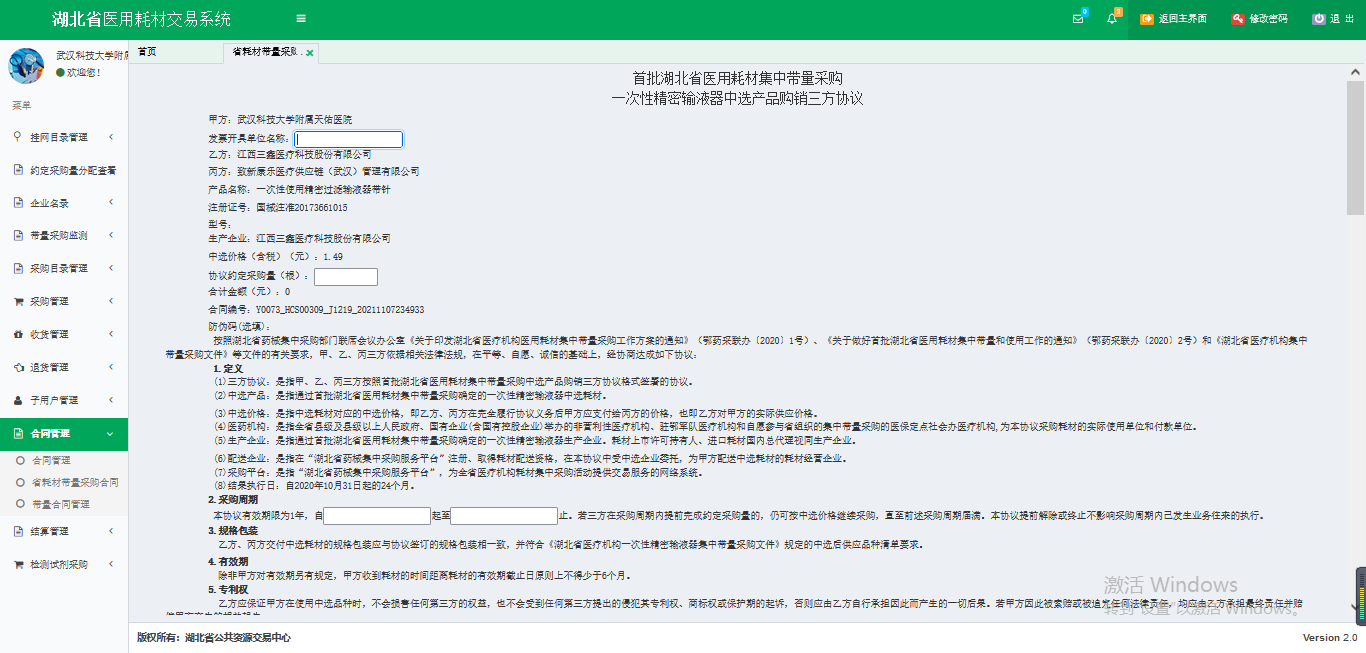 湖北省医用耗材交易系统
0
3
返回主界面
修改密码
退 出
武汉科技大学附属
欢迎您！
首页
省耗材带量采购.
菜单
挂网目录管理
约定采购量分配查看
企业名录
带量采购监测
采购目录管理
采购管理
收货管理
退货管理
子用户管理
合同管理
合同管理
省耗材带量采购合同
带量合同管理
结算管理
检测试剂采购
首批湖北省医用耗材集中带量采购
一次性精密输液器中选产品购销三方协议
甲方：武汉科技大学附属天佑医院
发票开具单位名称：
乙方：江西三鑫医疗科技股份有限公司
丙方：致新康乐医疗供应链（武汉）管理有限公司
产品名称：一次性使用精密过滤输液器带针
注册证号：国械注准20173661015
型号：
生产企业：江西三鑫医疗科技股份有限公司
中选价格（含税）（元）：1.49
协议约定采购量（根）：
合计金额（元）：0
合同编号：Y0073_HCS00309_J1219_20211107234933
防伪码(选填)：
按照湖北省药械集中采购部门联席会议办公室《关于印发湖北省医疗机构医用耗材集中带量采购工作方案的通知》（鄂药采联办〔2020〕1号）、《关于做好首批湖北省医用耗材集中带量和使用工作的通知》（鄂药采联办〔2020〕2号）和《湖北省医疗机构集中
带量采购文件》等文件的有关要求，甲、乙、丙三方依据相关法律法规，在平等、自愿、诚信的基础上，经协商达成如下协议：
1. 定义
(1)三方协议：是指甲、乙、丙三方按照首批湖北省医用耗材集中带量采购中选产品购销三方协议格式签署的协议。
(2)中选产品：是指通过首批湖北省医用耗材集中带量采购确定的一次性精密输液器中选耗材。
(3)中选价格：是指中选耗材对应的中选价格，即乙方、丙方在完全履行协议义务后甲方应支付给丙方的价格，也即乙方对甲方的实际供应价格。
(4)医药机构：是指全省县级及县级以上人民政府、国有企业(含国有控股企业)举办的非营利性医疗机构、驻鄂军队医疗机构和自愿参与省组织的集中带量采购的医保定点社会办医疗机构,为本协议采购耗材的实际使用单位和付款单位。
(5)生产企业：是指通过首批湖北省医用耗材集中带量采购确定的一次性精密输液器生产企业。耗材上市许可持有人、进口耗材国内总代理视同生产企业。
(6)配送企业：是指在“湖北省药械集中采购服务平台”注册、取得耗材配送资格，在本协议中受中选企业委托，为甲方配送中选耗材的耗材经营企业。
(7)采购平台：是指“湖北省药械集中采购服务平台”，为全省医疗机构耗材集中采购活动提供交易服务的网络系统。
(8)结果执行日：自2020年10月31日起的24个月。
2. 采购周期
本协议有效期限为1年，自 起至 止。若三方在采购周期内提前完成约定采购量的，仍可按中选价格继续采购，直至前述采购周期届满。本协议提前解除或终止不影响采购周期内已发生业务往来的执行。
3. 规格包装
乙方、丙方交付中选耗材的规格包装应与协议签订的规格包装相一致，并符合《湖北省医疗机构一次性精密输液器集中带量采购文件》规定的中选后供应品种清单要求。
4. 有效期
除非甲方对有效期另有规定，甲方收到耗材的时间距离耗材的有效期截止日原则上不得少于6个月。
5. 专利权
乙方应保证甲方在使用中选品种时，不会损害任何第三方的权益，也不会受到任何第三方提出的侵犯其专利权、商标权或保护期的起诉，否则应由乙方自行承担因此而产生的一切后果。若甲方因此被索赔或被追究任何法律责任，均应由乙方承担最终责任并赔
激活 Windows
转到“设置”以激活 Windows。
版权所有：湖北省公共资源交易中心
Version 2.0